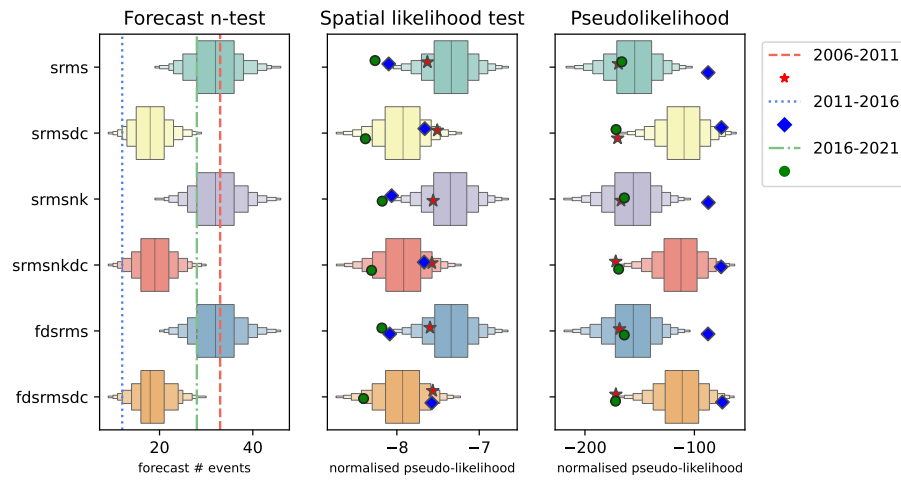 Forecast n-test
Spatial likelihood test
Pseudolikelihood
srms
srmsdc
srmsnk
srmsnkdc
fdsrms
fdsrmsdc
20 40
−8 −7
−200 −100
forecast # events
normalised pseudo-likelihood
normalised pseudo-likelihood
2006-2011
2011-2016
2016-2021